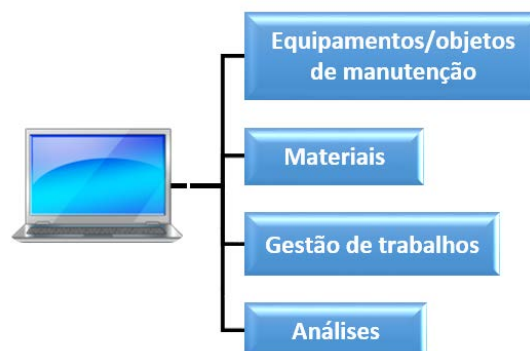 Equipamentos/objetos
de manutenção
Materiais
Gestão de trabalhos
Análises